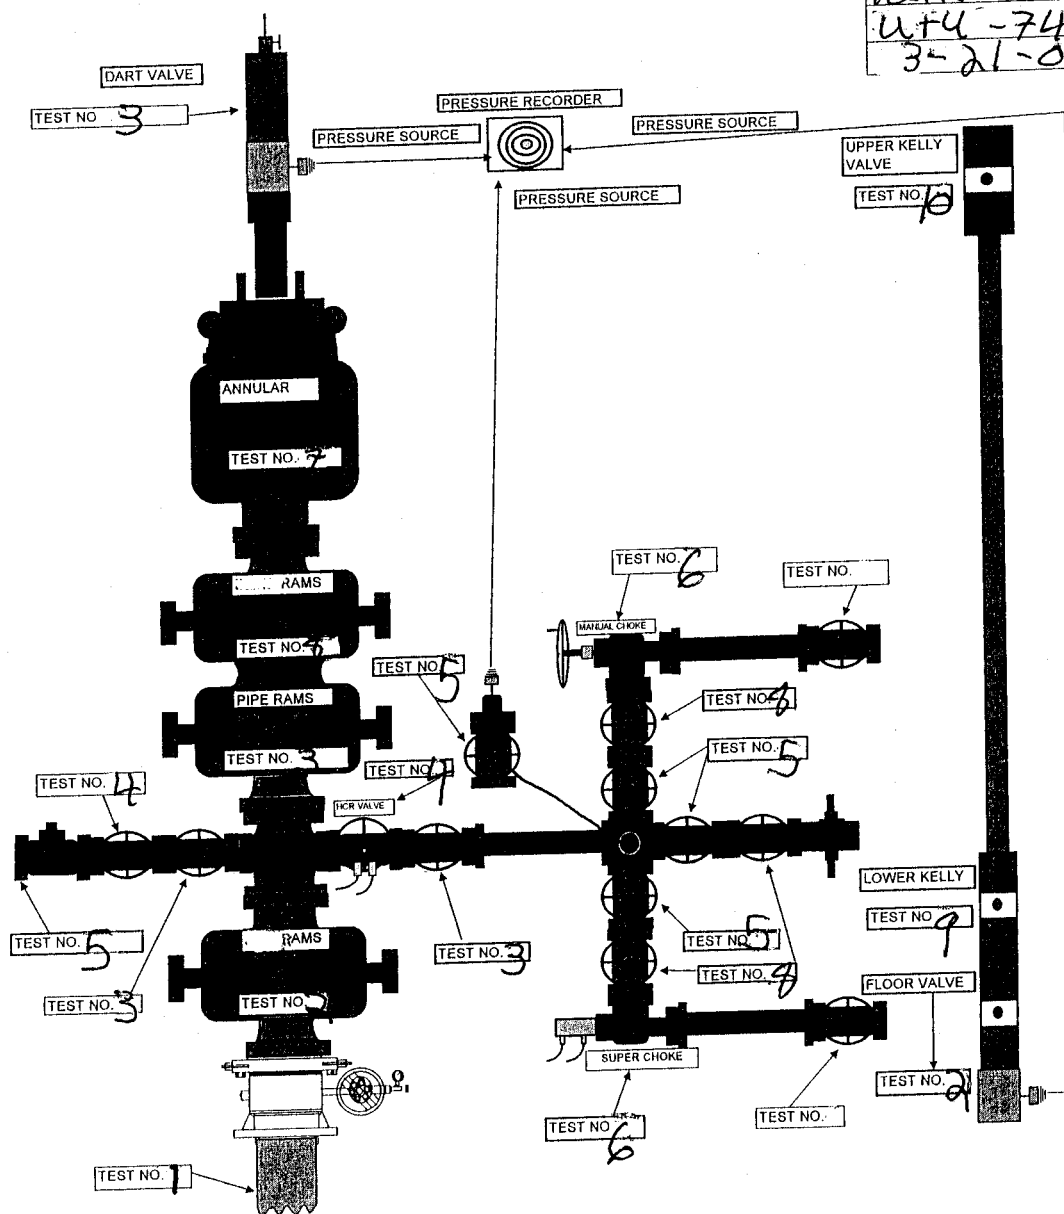 U+U -74
3-21-0
DART VALVE
TEST NO 3
PRESSURE RECORDER
PRESSURE SOURCE
PRESSURE SOURCE
PRESSURE SOURCE
UPPER KELLY
VALVE
TEST NO. 10
ANNULAR
TEST NO. 7
RAMS
TEST NO.
PIPE RAMS
TEST NO. 3
TEST NO. 6
MANUAL CHOKE
TEST NO.
TEST NO 5
TEST NO. 8
TEST NO. 5
TEST NO. 4
TEST NO.
HCR VALVE
LOWER KELLY
TEST NO 9
TEST NO. 5
TEST NO. 3
RAMS
TEST NO.
TEST NO. 3
TEST NO. 5
TEST NO. 8
FLOOR VALVE
TEST NO. 2
SUPER CHOKE
TEST NO 6
TEST NO.
TEST NO. 1